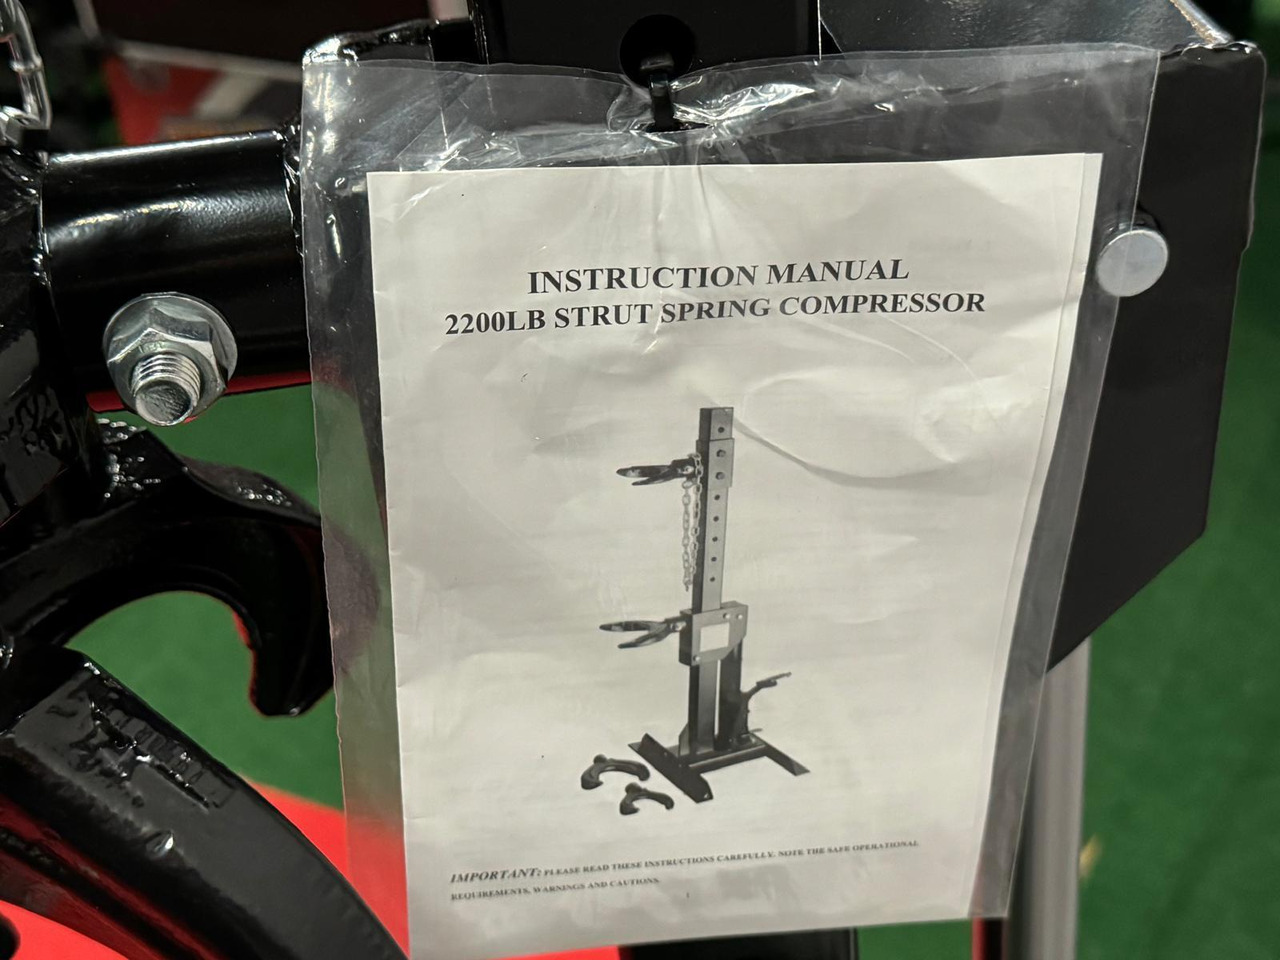 INSTRUCTION MANUAL
2200LB STRUT SPRING COMPRESSOR
IMPORTANT: PLEASE READ THESE INSTRUCTIONS CAREFULLY. NOTE THE SAFE OPERATIONAL
REQUIREMENTS, WARNINGS AND CAUTIONS.